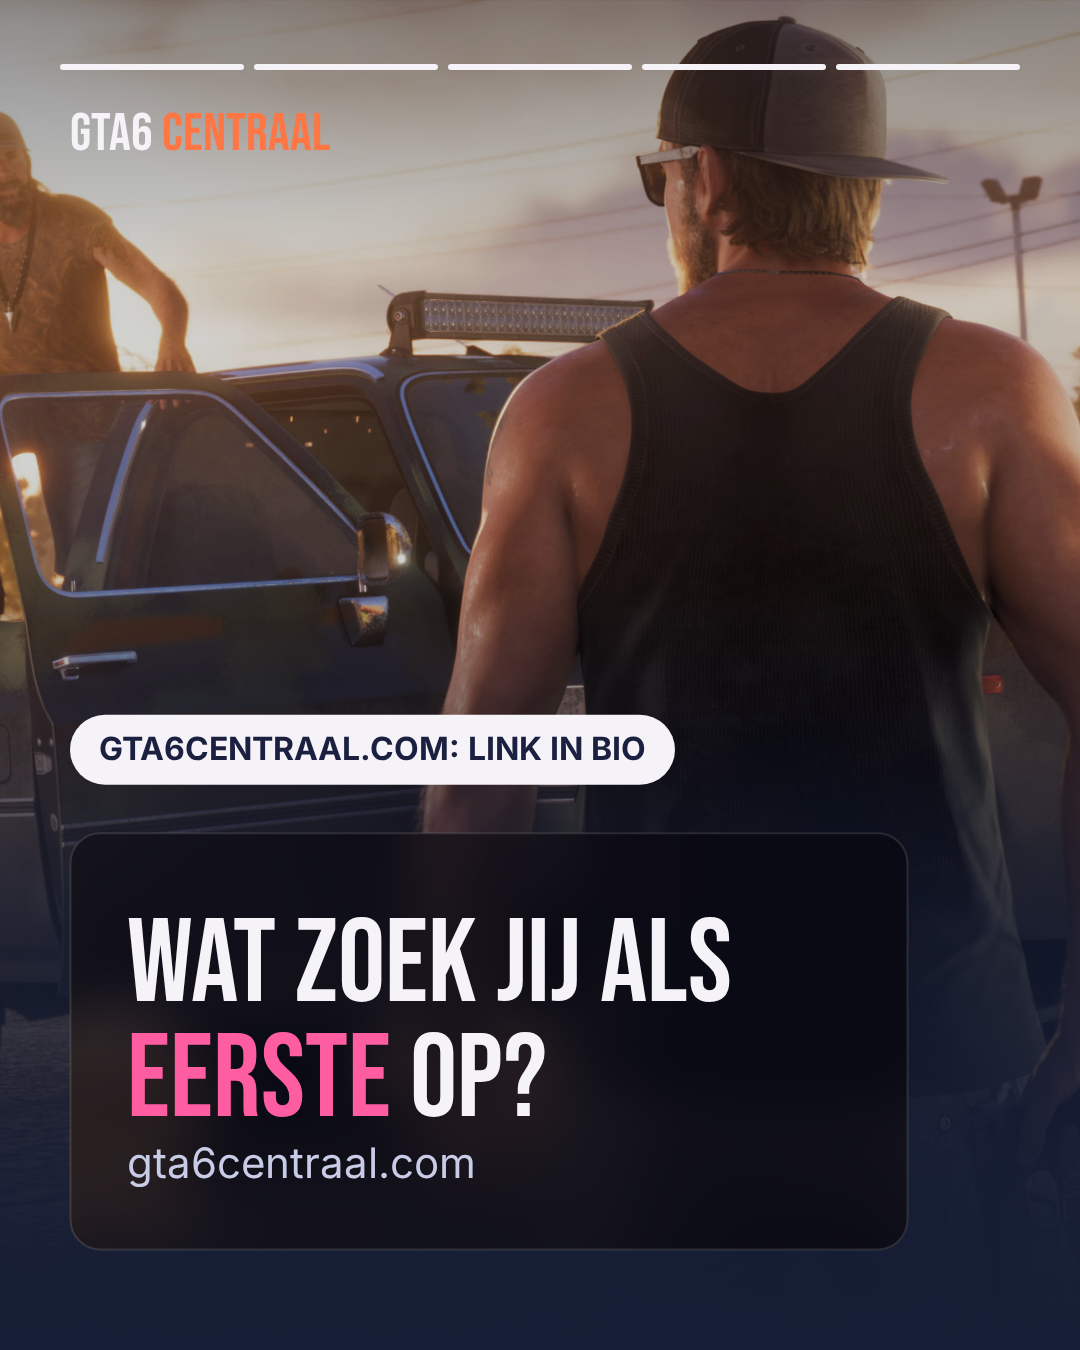 GTA6 CENTRAAL
GTA6CENTRAAL.COM: LINK IN BIO
WAT ZOEK JIJ ALS
EERSTE OP?
gta6centraal.com